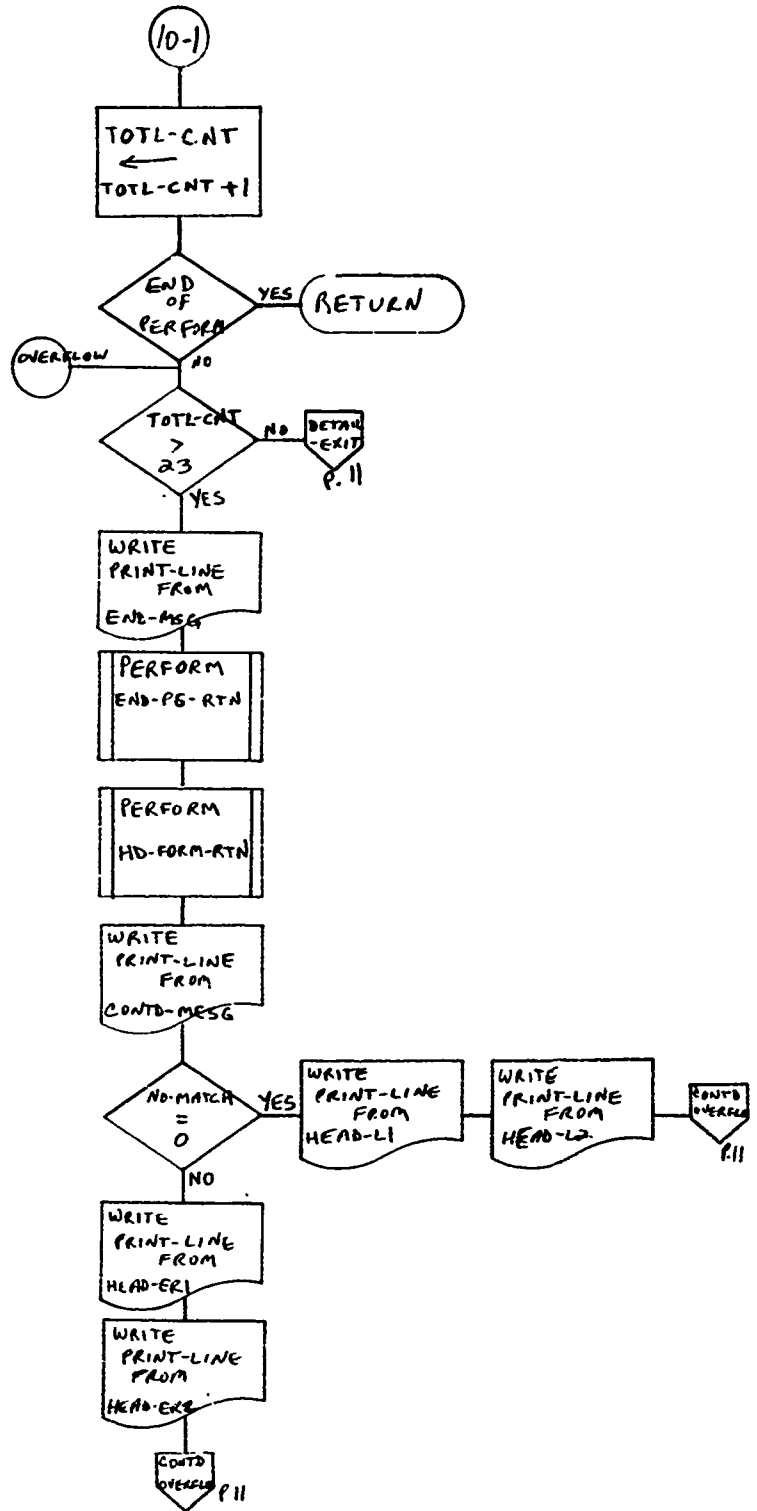 10-1
TOTL-CNT
←
TOTL-CNT +1
END
OF
PERFORM
YES
RETURN
OVERFLOW
NO
TOTL-CNT
>
23
NO
DETAIL
-EXIT
P. 11
YES
WRITE
PRINT-LINE
FROM
END-MSG
PERFORM
END-PG-RTN
PERFORM
HD-FORM-RTN
WRITE
PRINT-LINE
FROM
CONTD-MESG
NO-MATCH
=
0
YES
WRITE
PRINT-LINE
FROM
HEAD-L1
WRITE
PRINT-LINE
FROM
HEAD-L2
CONTD
OVERFLO
P.11
NO
WRITE
PRINT-LINE
FROM
HEAD-ER1
WRITE
PRINT-LINE
FROM
HEAD-ER2
CONTD
OVERFLO
P11